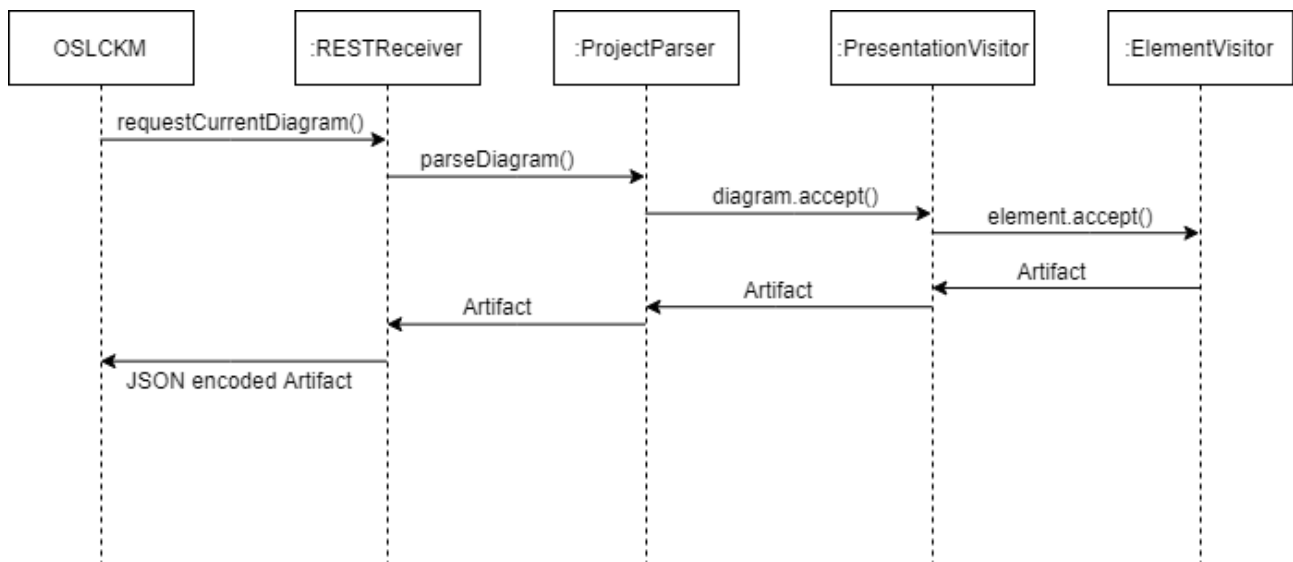 OSLCKM
:RESTReceiver
:ProjectParser
:PresentationVisitor
:ElementVisitor
requestCurrentDiagram()
parseDiagram()
diagram.accept()
element.accept()
Artifact
Artifact
Artifact
JSON encoded Artifact